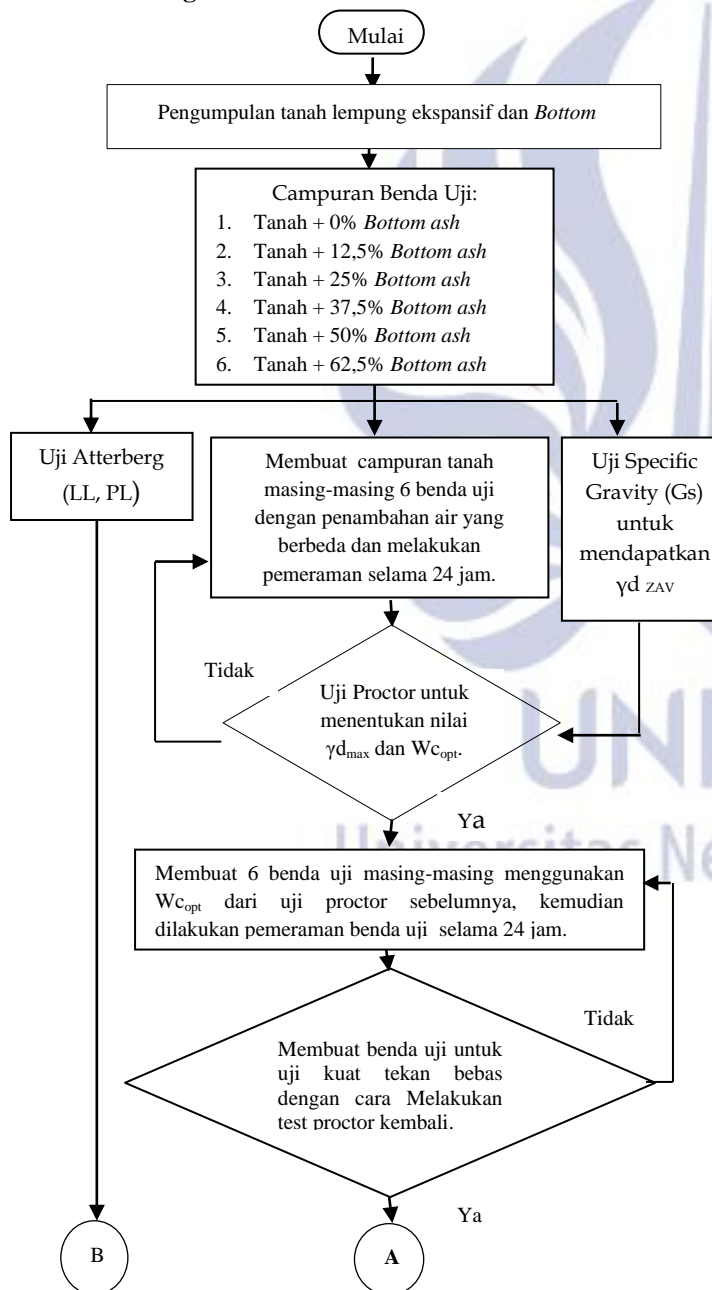 Mulai
Pengumpulan tanah lempung ekspansif dan Bottom
Campuran Benda Uji:
1. Tanah + 0% Bottom ash
2. Tanah + 12,5% Bottom ash
3. Tanah + 25% Bottom ash
4. Tanah + 37,5% Bottom ash
5. Tanah + 50% Bottom ash
6. Tanah + 62,5% Bottom ash
Uji Atterberg
(LL, PL)
Membuat campuran tanah
masing-masing 6 benda uji
dengan penambahan air yang
berbeda dan melakukan
pemeraman selama 24 jam.
Uji Specific
Gravity (Gs)
untuk
mendapatkan
γd ZAV
Tidak
Uji Proctor untuk
menentukan nilai
γdmax dan Wcopt.
UNE
Ya
Universitas Ne
Membuat 6 benda uji masing-masing menggunakan
Wcopt dari uji proctor sebelumnya, kemudian
dilakukan pemeraman benda uji selama 24 jam.
Tidak
Membuat benda uji untuk
uji kuat tekan bebas
dengan cara Melakukan
test proctor kembali.
Ya
B
A